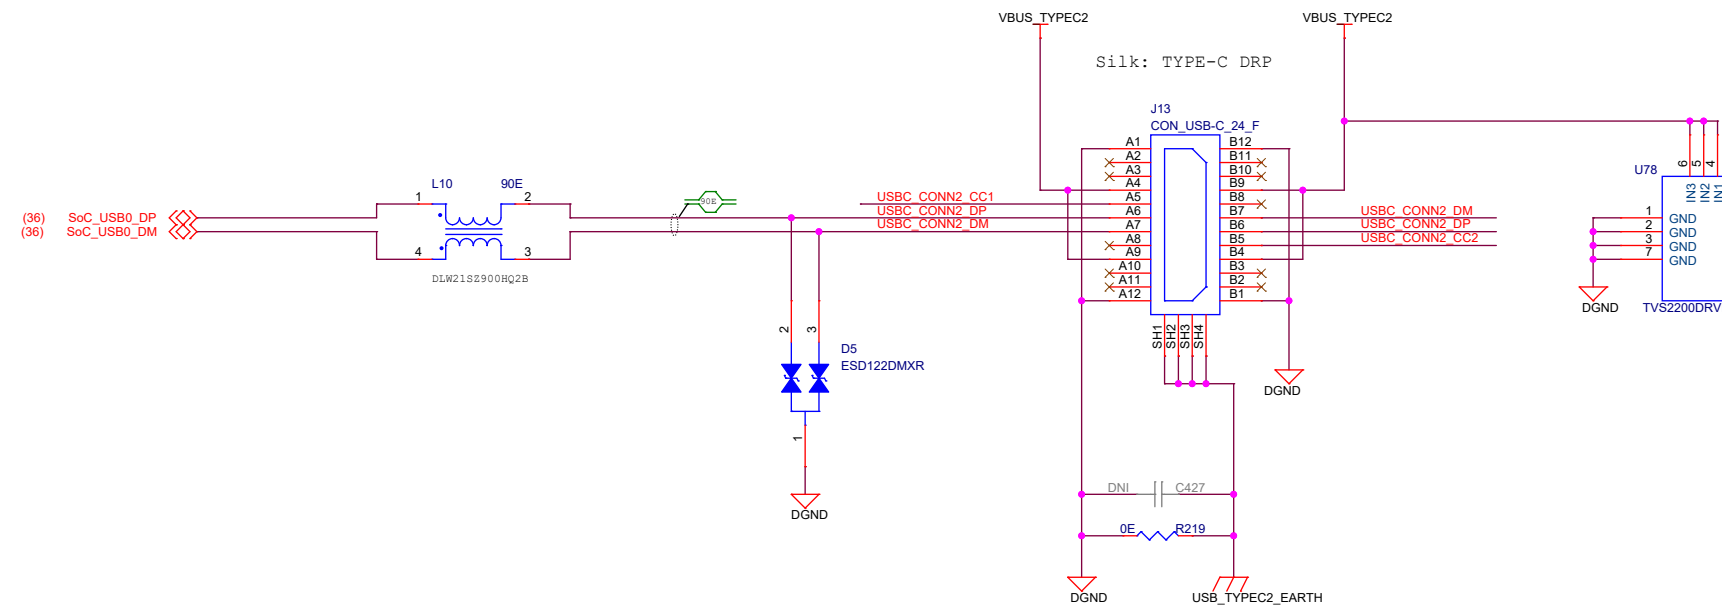 VBUS_TYPEC2
VBUS_TYPEC2
Silk: TYPE-C DRP
J13
CON_USB-C_24_F
A1
A2
A3
A4
A5
A6
A7
A8
A9
A10
A11
A12
B12
B11
B10
B9
B8
B7
B6
B5
B4
B3
B2
B1
SH1
SH2
SH3
SH4
USBC_CONN2_CC1
USBC_CONN2_DP
USBC_CONN2_DM
USBC_CONN2_DM
USBC_CONN2_DP
USBC_CONN2_CC2
(36) SoC_USB0_DP
(36) SoC_USB0_DM
L10 90E
1 2
4 3
DLW21SZ900HQ2B
90E
2 3
D5
ESD122DMXR
1
DGND
DGND
DNI C427
0E R219
DGND
USB_TYPEC2_EARTH
U78
6 5 4
IN3 IN2 IN1
1 GND
2 GND
3 GND
7 GND
DGND
TVS2200DRV